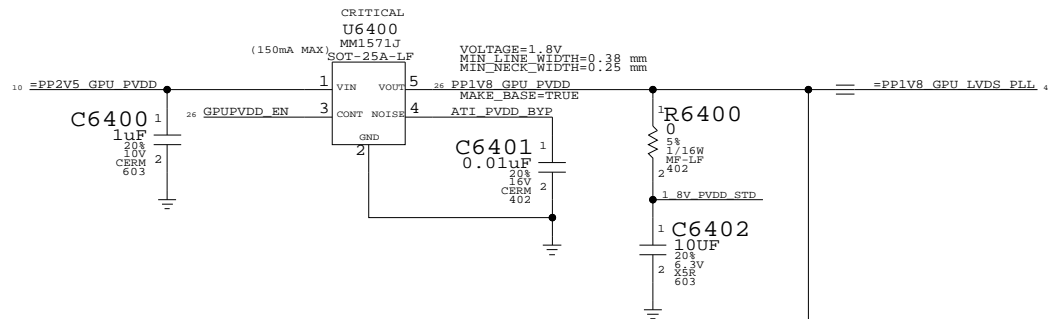 CRITICAL
U6400
MM1571J
SOT-25A-LF
(150mA MAX)
VOLTAGE=1.8V
MIN_LINE_WIDTH=0.38 mm
MIN_NECK_WIDTH=0.25 mm
10 =PP2V5_GPU_PVDD
1 VIN VOUT 5
26 PP1V8_GPU_PVDD
MAKE_BASE=TRUE
=PP1V8_GPU_LVDS_PLL 4
26 GPUPVDD_EN
3 CONT NOISE 4
ATI_PVDD_BYP
GND
2
C6400
1uF
20%
10V
CERM
603
1
2
C6401
0.01uF
20%
16V
CERM
402
1
2
R6400
0
5%
1/16W
MF-LF
402
1
2
1_8V_PVDD_STD
C6402
10UF
20%
6.3V
X5R
603
1
2